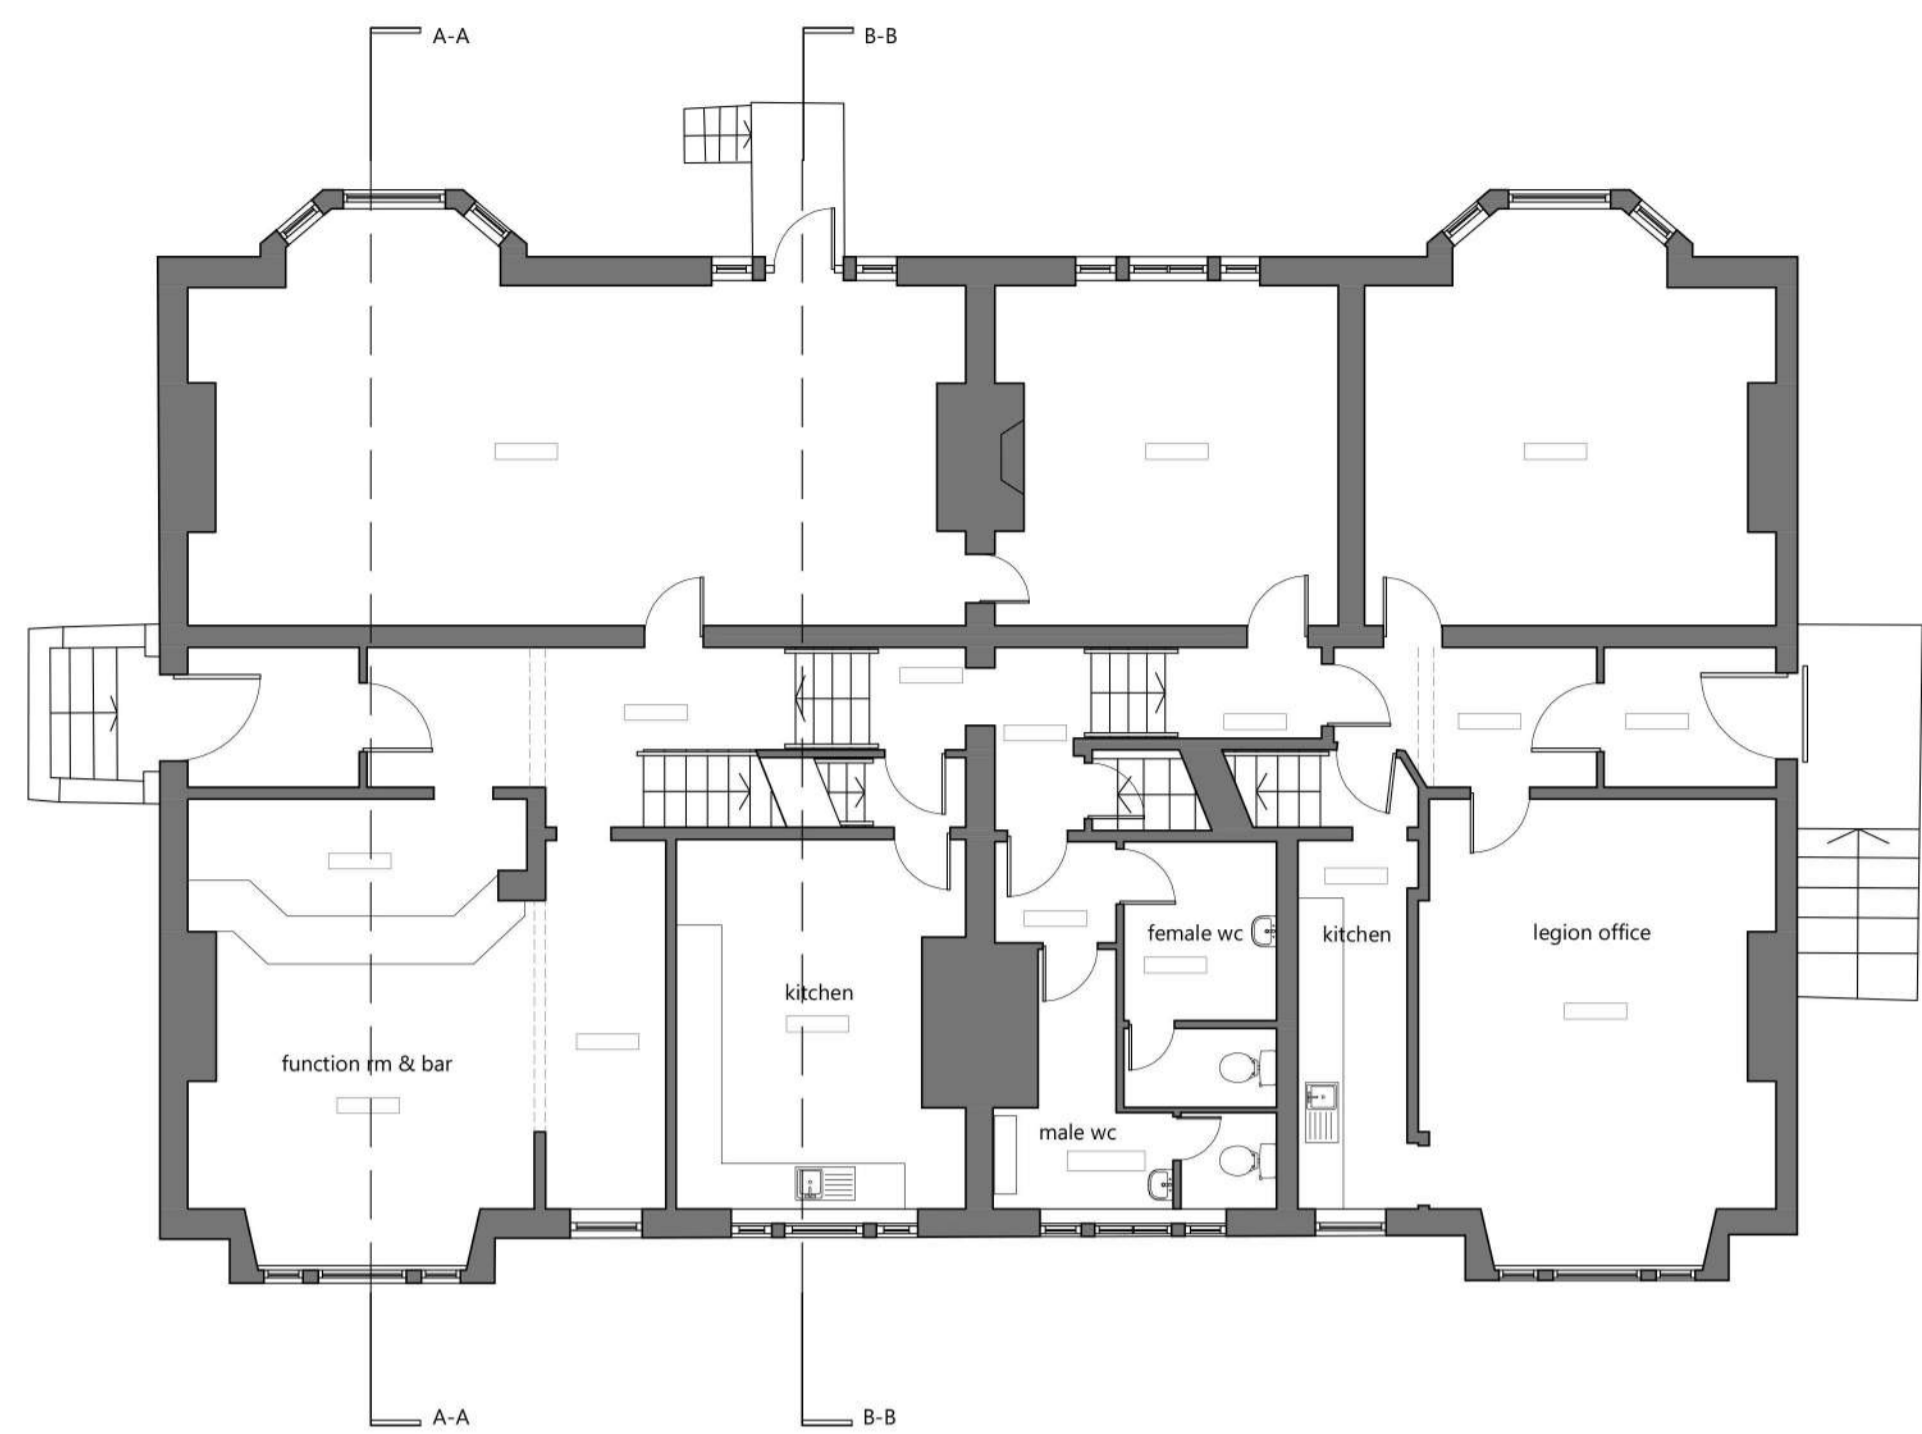 A-A
B-B
female wc
kitchen
legion office
kitchen
function rm & bar
male wc
A-A
B-B